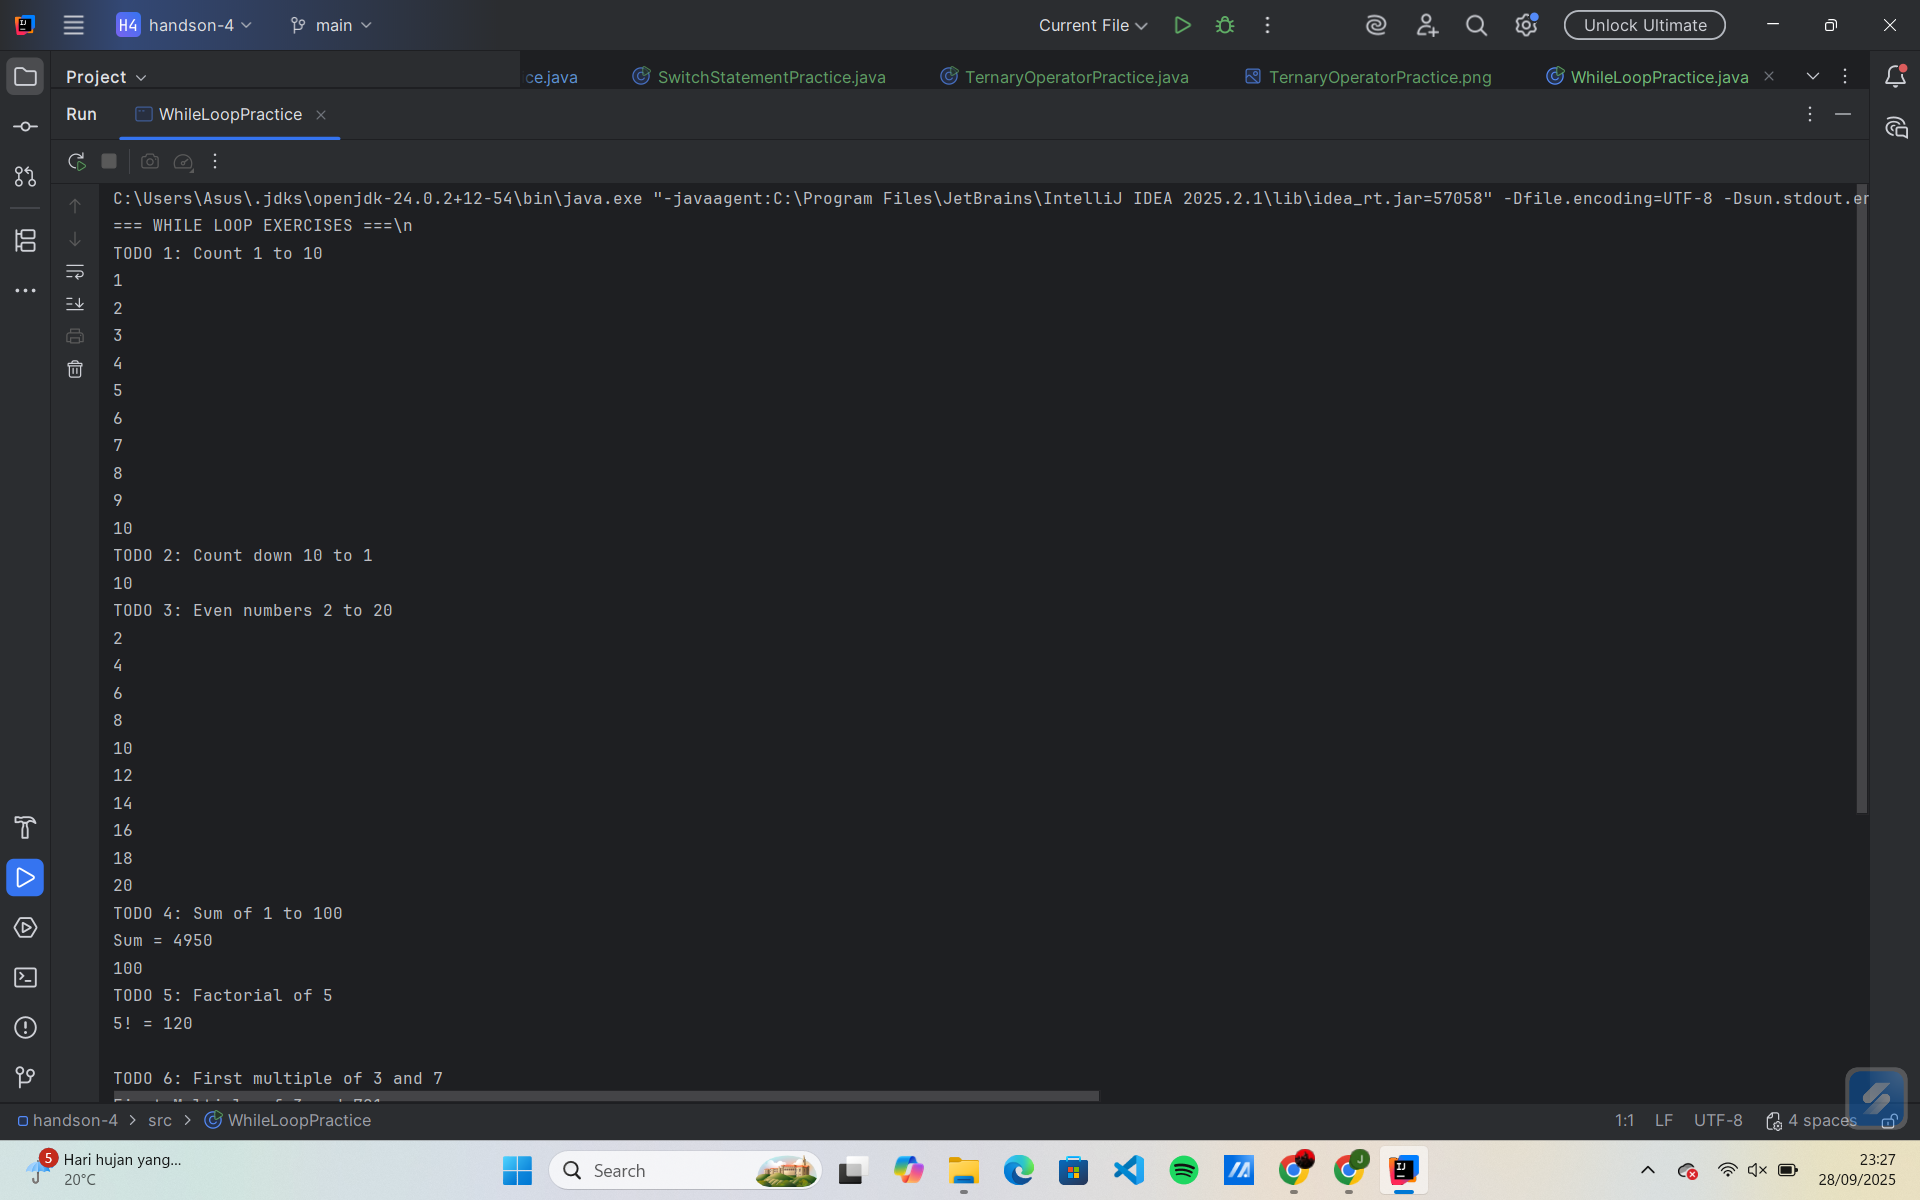 H4 handson-4 main Current File Unlock Ultimate
Project ce.java SwitchStatementPractice.java TernaryOperatorPractice.java TernaryOperatorPractice.png WhileLoopPractice.java
Run WhileLoopPractice
C:\Users\Asus\.jdks\openjdk-24.0.2+12-54\bin\java.exe "-javaagent:C:\Program Files\JetBrains\IntelliJ IDEA 2025.2.1\lib\idea_rt.jar=57058" -Dfile.encoding=UTF-8 -Dsun.stdout.er
=== WHILE LOOP EXERCISES ===\n
TODO 1: Count 1 to 10
1
2
3
4
5
6
7
8
9
10
TODO 2: Count down 10 to 1
10
TODO 3: Even numbers 2 to 20
2
4
6
8
10
12
14
16
18
20
TODO 4: Sum of 1 to 100
Sum = 4950
100
TODO 5: Factorial of 5
5! = 120
TODO 6: First multiple of 3 and 7
handson-4 > src > WhileLoopPractice 1:1 LF UTF-8 4 spaces
5 Hari hujan yang...
20°C
Search
J
23:27
28/09/2025